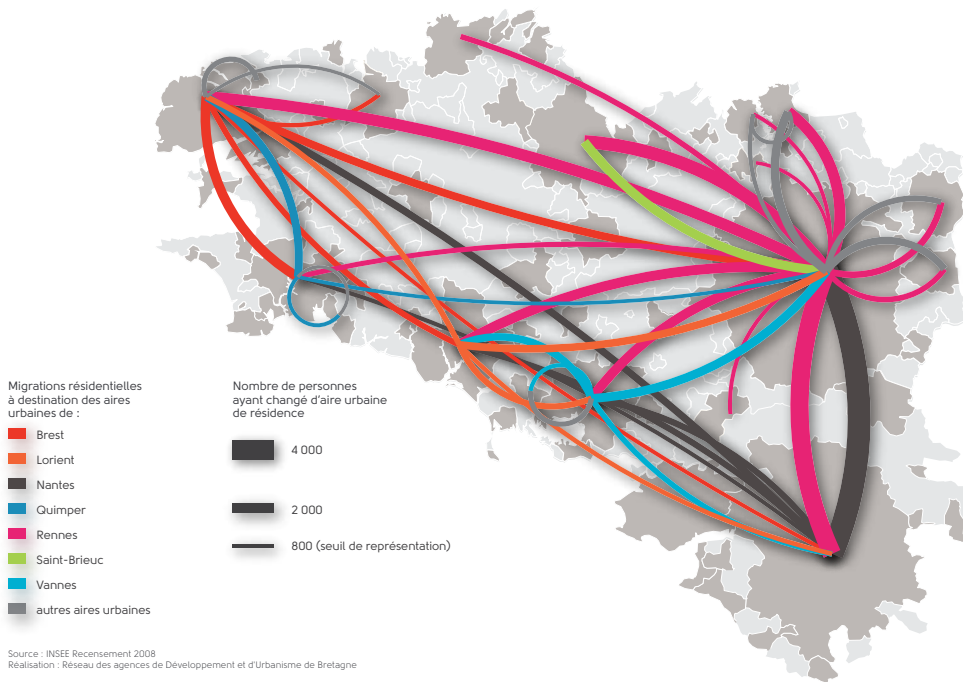 Migrations résidentielles
à destination des aires
urbaines de :
Brest
Lorient
Nantes
Quimper
Rennes
Saint-Brieuc
Vannes
autres aires urbaines
Nombre de personnes
ayant changé d'aire urbaine
de résidence
4 000
2 000
800 (seuil de représentation)
Source : INSEE Recensement 2008
Réalisation : Réseau des agences de Développement et d'Urbanisme de Bretagne